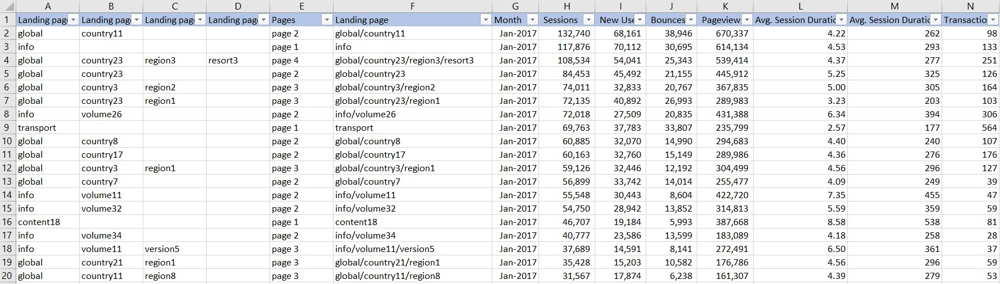 A B C D E F G H I J K L M N
1 Landing pag Landing pag Landing pag Landing pag Pages Landing page Month Sessions New Use Bounces Pageview Avg. Session Duratic Avg. Session Duratic Transactio
2 global country11 page 2 global/country11 Jan-2017 132,740 68,161 38,946 670,337 4.22 262 98
3 info page 1 info Jan-2017 117,876 70,112 30,695 614,134 4.53 293 133
4 global country23 region3 resort3 page 4 global/country23/region3/resort3 Jan-2017 108,534 54,041 25,343 539,414 4.37 277 251
5 global country23 page 2 global/country23 Jan-2017 84,453 45,492 21,155 445,912 5.25 325 126
6 global country3 region2 page 3 global/country3/region2 Jan-2017 74,011 32,833 20,767 367,835 5.00 305 164
7 global country23 region1 page 3 global/country23/region1 Jan-2017 72,135 40,892 26,993 289,983 3.23 203 103
8 info volume26 page 2 info/volume26 Jan-2017 72,018 27,509 20,835 431,388 6.34 394 306
9 transport page 1 transport Jan-2017 69,763 37,783 33,807 235,799 2.57 177 564
10 global country8 page 2 global/country8 Jan-2017 60,885 32,070 14,990 294,683 4.40 240 107
11 global country17 page 2 global/country17 Jan-2017 60,163 32,760 15,149 289,986 4.36 276 176
12 global country3 region1 page 3 global/country3/region1 Jan-2017 59,126 32,446 12,192 304,499 4.56 296 127
13 global country7 page 2 global/country7 Jan-2017 56,899 33,742 14,014 255,477 4.09 249 39
14 info volume11 page 2 info/volume11 Jan-2017 55,548 30,443 8,604 422,720 7.35 455 47
15 info volume32 page 2 info/volume32 Jan-2017 54,750 28,942 13,852 314,813 5.59 359 59
16 content18 page 1 content18 Jan-2017 46,707 19,184 5,993 387,668 8.58 538 81
17 info volume34 page 2 info/volume34 Jan-2017 40,777 23,586 13,599 183,089 4.18 258 28
18 info volume11 version5 page 3 info/volume11/version5 Jan-2017 37,689 14,591 8,141 272,491 6.50 361 37
19 global country21 region1 page 3 global/country21/region1 Jan-2017 35,428 15,203 10,582 176,786 4.56 296 59
20 global country11 region8 page 3 global/country11/region8 Jan-2017 31,567 17,874 6,238 161,307 4.39 279 53